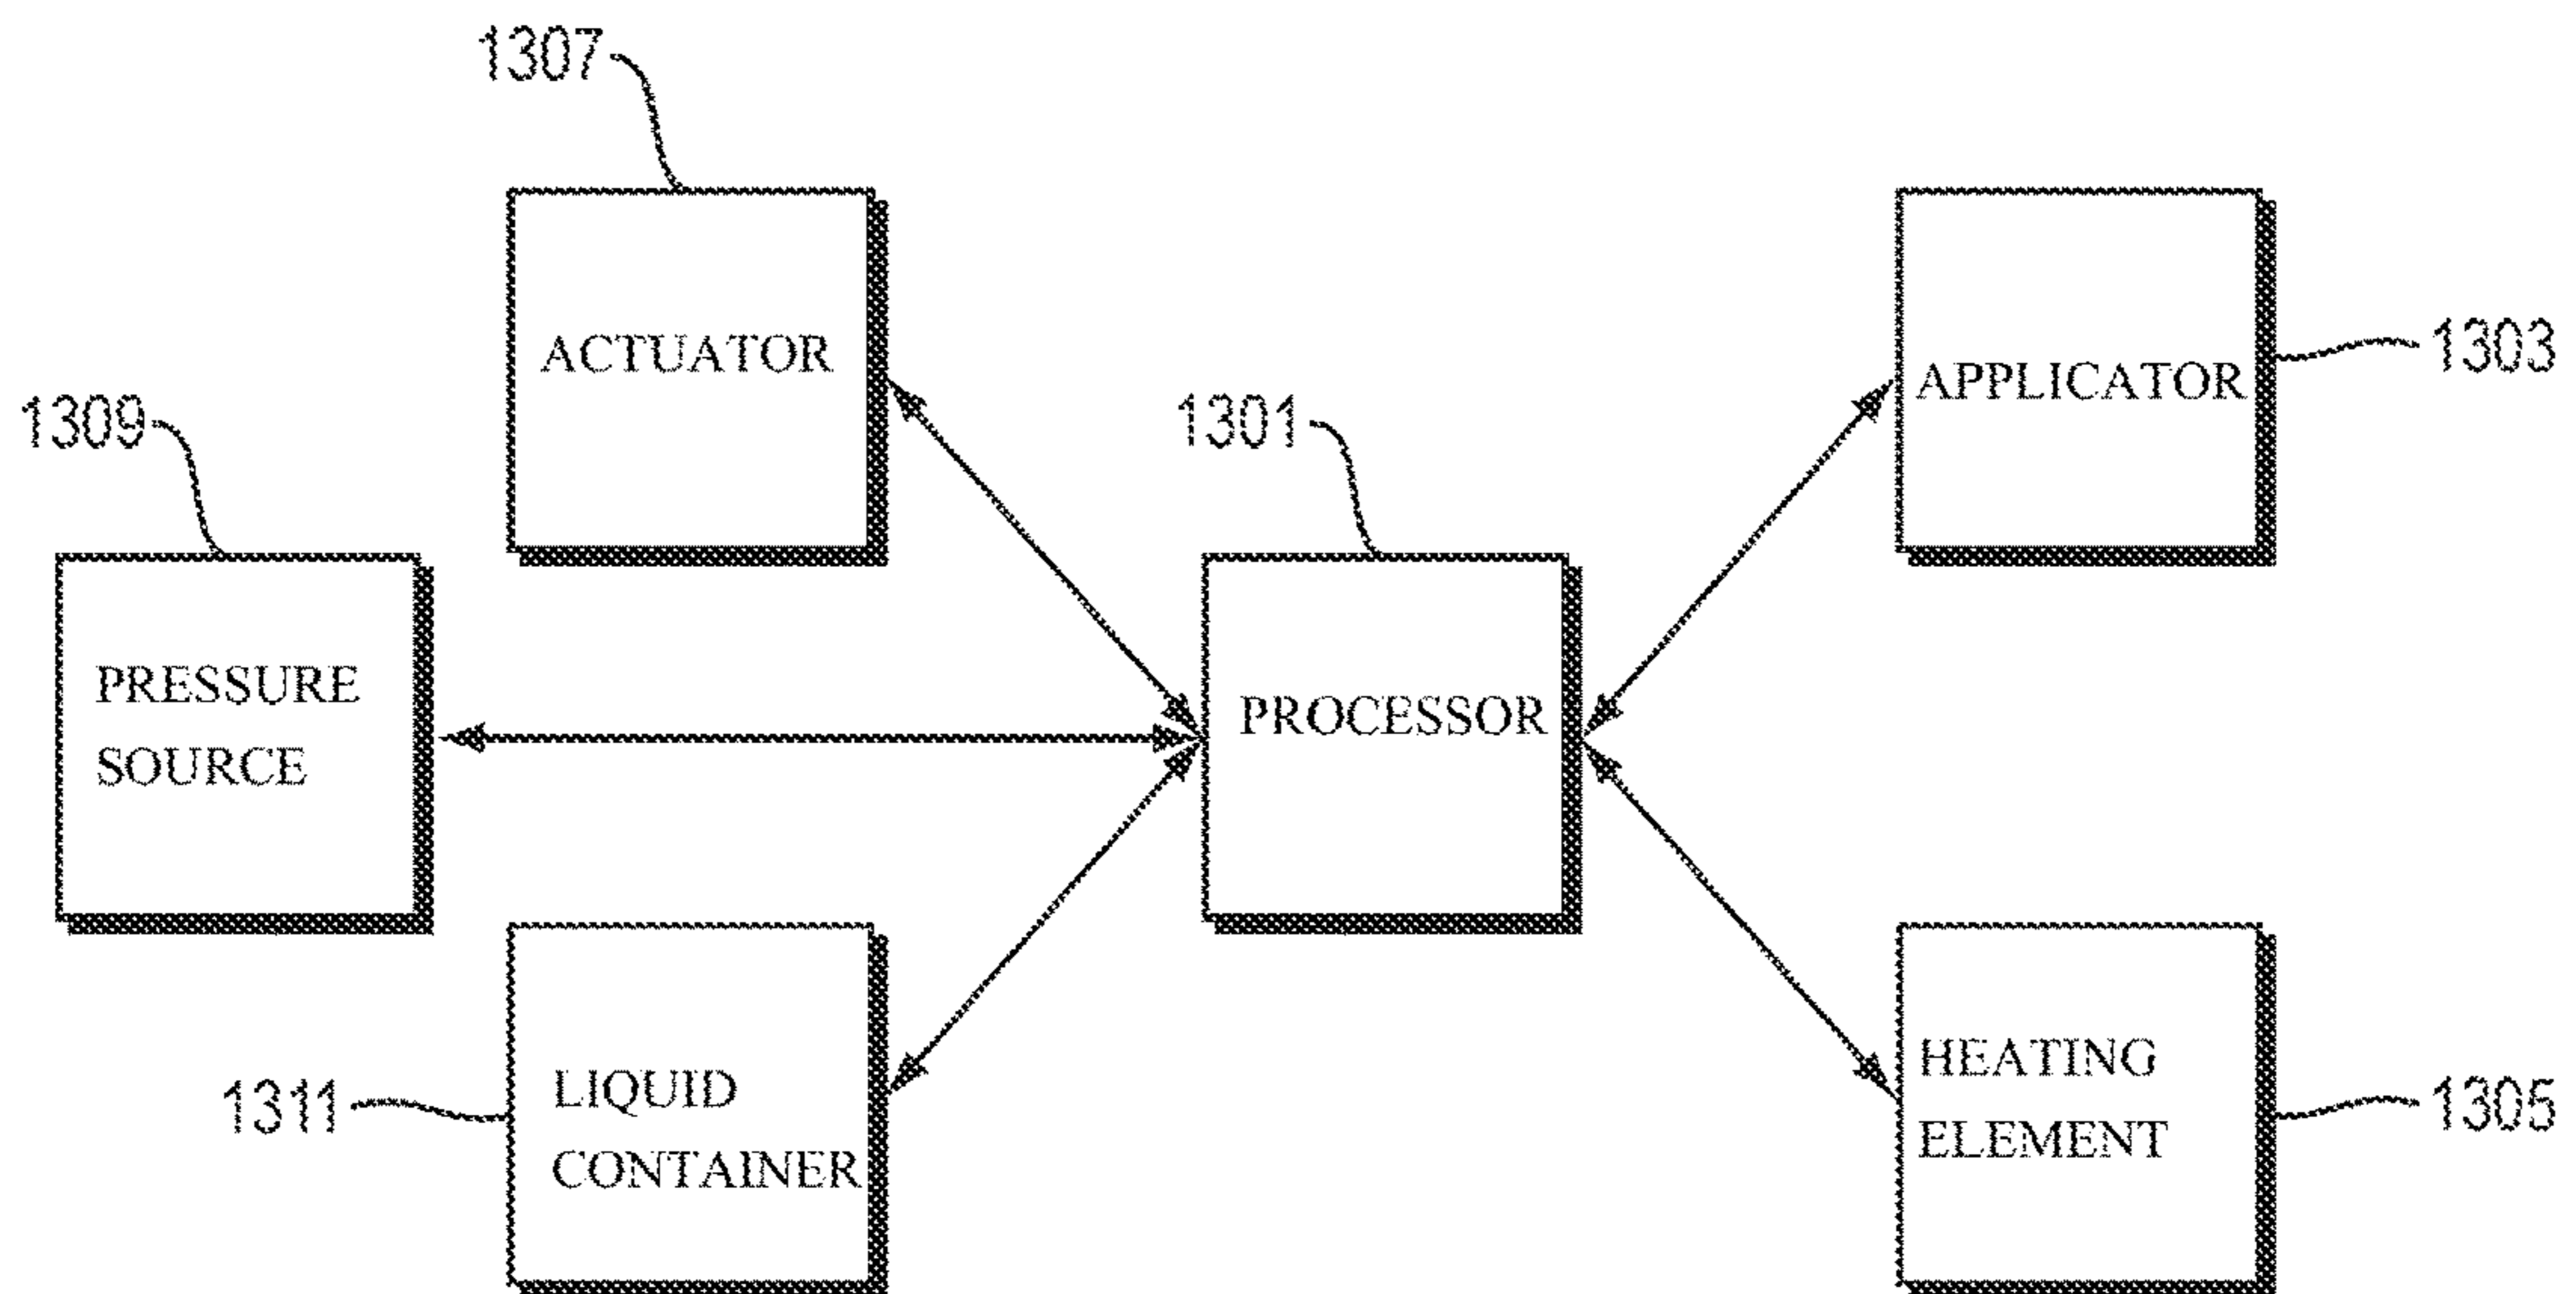 1307
ACTUATOR
1303
APPLICATOR
1309
1301
PRESSURE
SOURCE
PROCESSOR
1311
LIQUID
CONTAINER
HEATING
ELEMENT
1305